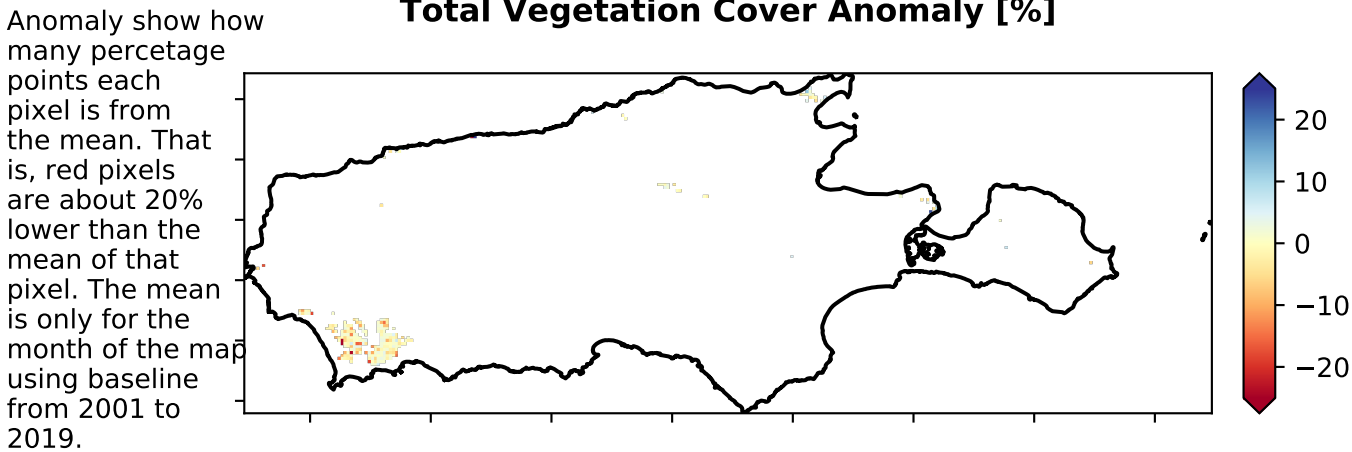 Total Vegetation Cover Anomaly [%]
Anomaly show how
many percetage
points each
pixel is from
the mean. That
is, red pixels
are about 20%
lower than the
mean of that
pixel. The mean
is only for the
month of the map
using baseline
from 2001 to
2019.
20
10
0
−10
−20